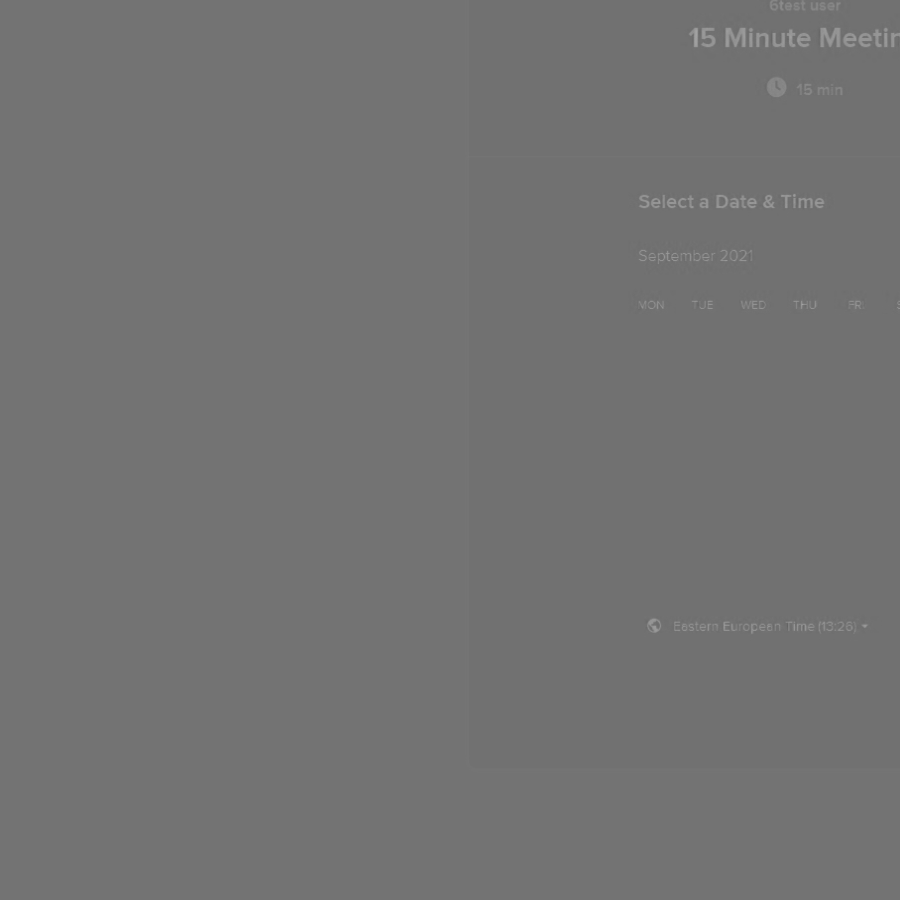 6test user
15 Minute Meetin
15 min
Select a Date & Time
September 2021
MON TUE WED THU FRI
Eastern European Time (13:26)